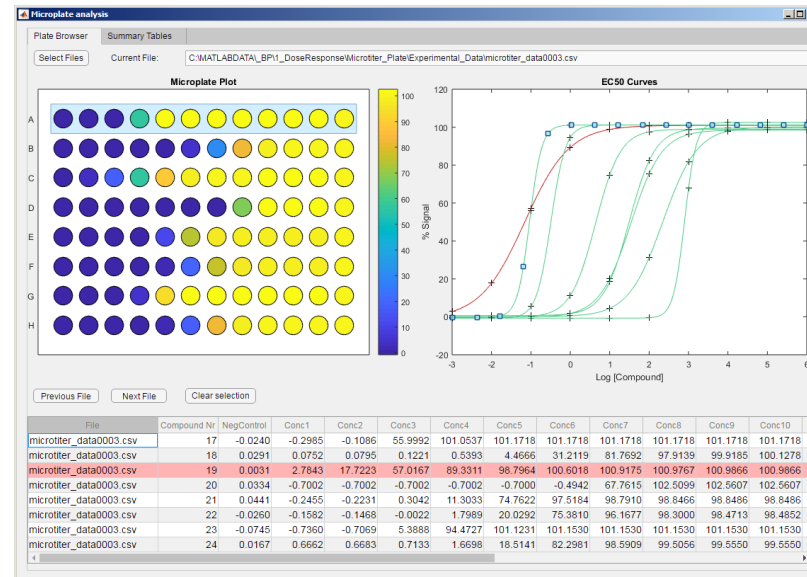 Microplate analysis
Plate Browser Summary Tables
Select Files Current File: C:\MATLABDATA\_BP\1_DoseResponse\Microtiter_Plate\Experimental_Data\microtiter_data0003.csv
Microplate Plot
A
B
C
D
E
F
G
H
100
90
80
70
60
50
40
30
20
10
0
EC50 Curves
% Signal
120
100
80
60
40
20
0
-20
-3 -2 -1 0 1 2 3 4 5 6
Log [Compound]
Previous File Next File Clear selection
File Compound Nr NegControl Conc1 Conc2 Conc3 Conc4 Conc5 Conc6 Conc7 Conc8 Conc9 Conc10
microtiter_data0003.csv 17 -0.0240 -0.2985 -0.1086 55.9992 101.0537 101.1718 101.1718 101.1718 101.1718 101.1718 101.1718
microtiter_data0003.csv 18 0.0291 0.0752 0.0795 0.1221 0.5393 4.4666 31.2119 81.7692 97.9139 99.9185 100.1278
microtiter_data0003.csv 19 0.0031 2.7843 17.7223 57.0167 89.3311 98.7964 100.6018 100.9175 100.9767 100.9866 100.9866
microtiter_data0003.csv 20 0.0334 -0.7002 -0.7002 -0.7002 -0.7002 -0.7000 -0.4942 67.7615 102.5099 102.5607 102.5607
microtiter_data0003.csv 21 0.0441 -0.2455 -0.2231 0.3042 11.3033 74.7622 97.5184 98.7910 98.8466 98.8486 98.8486
microtiter_data0003.csv 22 -0.0260 -0.1582 -0.1468 -0.0022 1.7989 20.0292 75.3810 96.1677 98.3000 98.4713 98.4852
microtiter_data0003.csv 23 -0.0745 -0.7360 -0.7069 5.3888 94.4727 101.1231 101.1530 101.1530 101.1530 101.1530 101.1530
microtiter_data0003.csv 24 0.0167 0.6662 0.6683 0.7133 1.6698 18.5141 82.2981 98.5909 99.5056 99.5550 99.5550